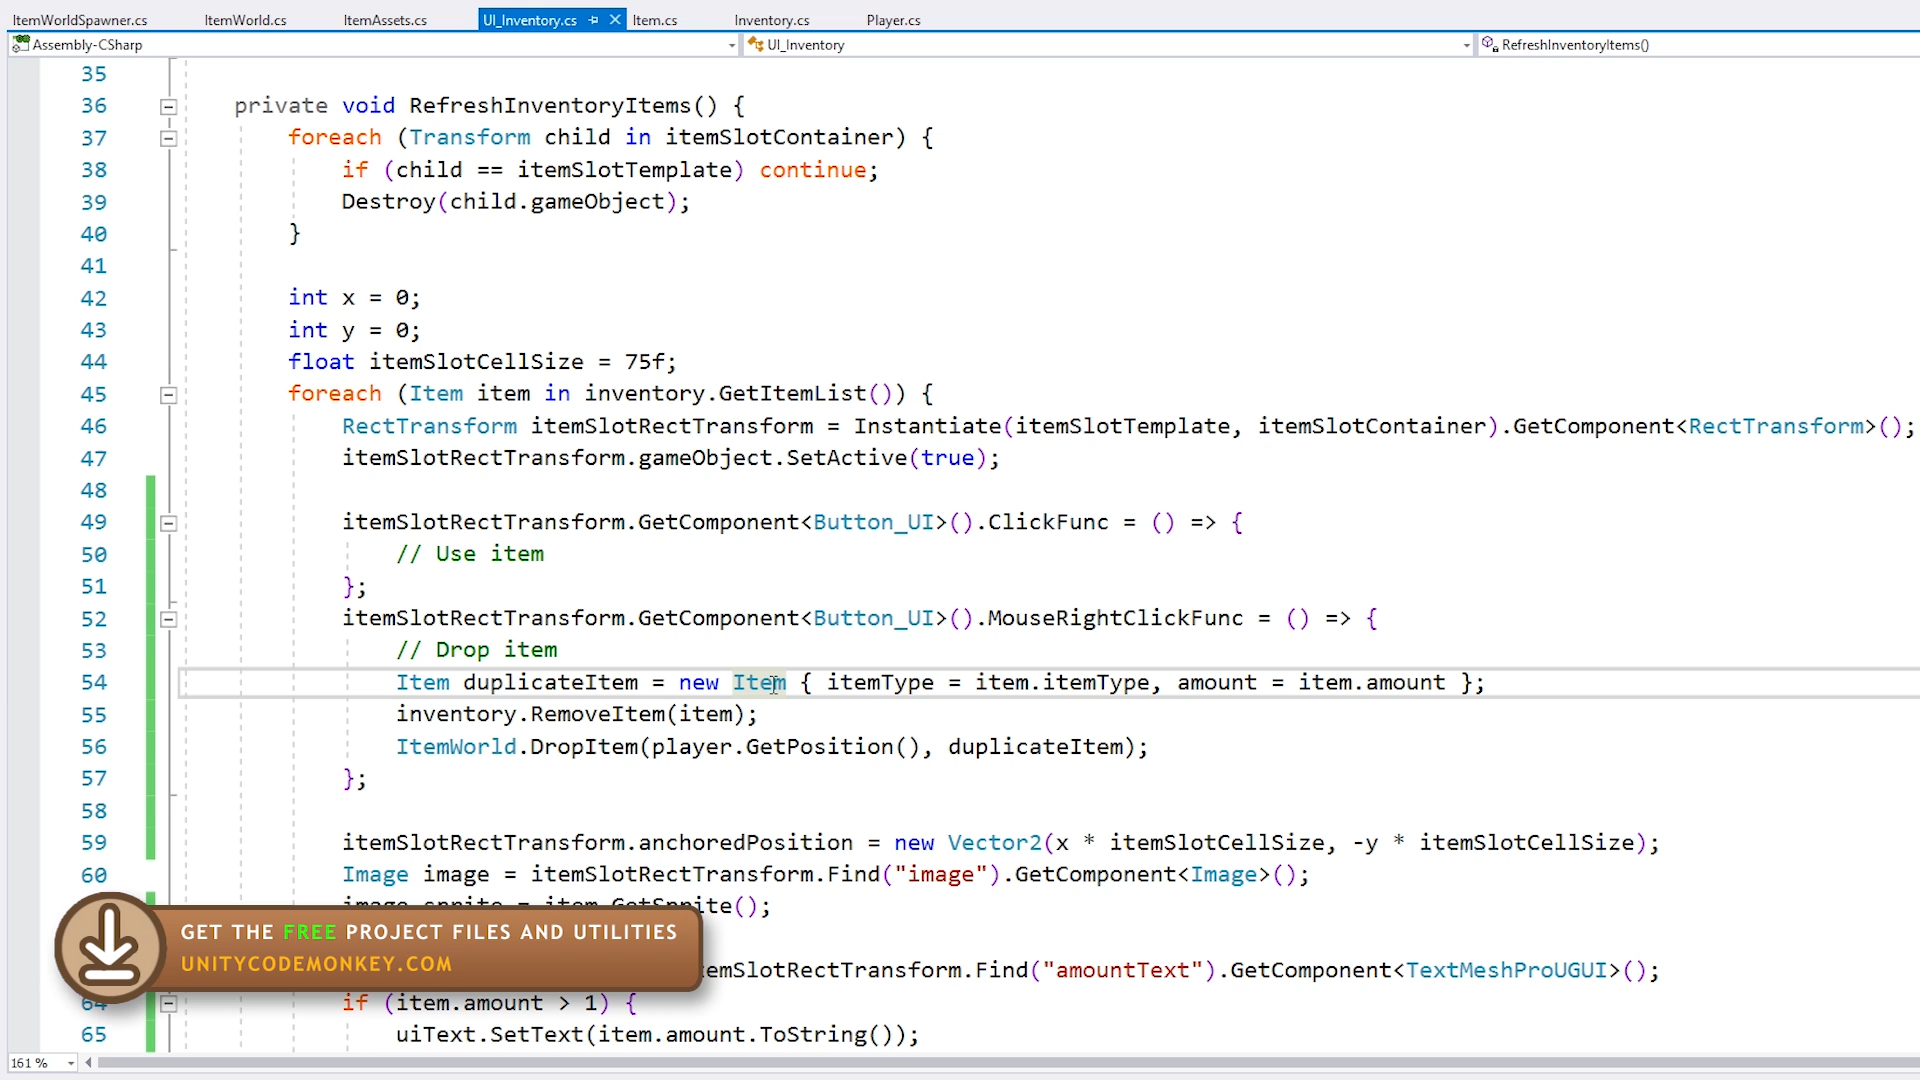 ItemWorldSpawner.cs ItemWorld.cs ItemAssets.cs UI_Inventory.cs Item.cs Inventory.cs Player.cs
Assembly-CSharp UI_Inventory RefreshInventoryItems()
35
36 private void RefreshInventoryItems() {
37 foreach (Transform child in itemSlotContainer) {
38 if (child == itemSlotTemplate) continue;
39 Destroy(child.gameObject);
40 }
41
42 int x = 0;
43 int y = 0;
44 float itemSlotCellSize = 75f;
45 foreach (Item item in inventory.GetItemList()) {
46 RectTransform itemSlotRectTransform = Instantiate(itemSlotTemplate, itemSlotContainer).GetComponent<RectTransform>();
47 itemSlotRectTransform.gameObject.SetActive(true);
48
49 itemSlotRectTransform.GetComponent<Button_UI>().ClickFunc = () => {
50 // Use item
51 };
52 itemSlotRectTransform.GetComponent<Button_UI>().MouseRightClickFunc = () => {
53 // Drop item
54 Item duplicateItem = new Item { itemType = item.itemType, amount = item.amount };
55 inventory.RemoveItem(item);
56 ItemWorld.DropItem(player.GetPosition(), duplicateItem);
57 };
58
59 itemSlotRectTransform.anchoredPosition = new Vector2(x * itemSlotCellSize, -y * itemSlotCellSize);
60 Image image = itemSlotRectTransform.Find("image").GetComponent<Image>();
image.sprite = item.GetSprite();
GET THE FREE PROJECT FILES AND UTILITIES
UNITYCODEMONKEY.COM
emSlotRectTransform.Find("amountText").GetComponent<TextMeshProUGUI>();
64 if (item.amount > 1) {
65 uiText.SetText(item.amount.ToString());
161 %